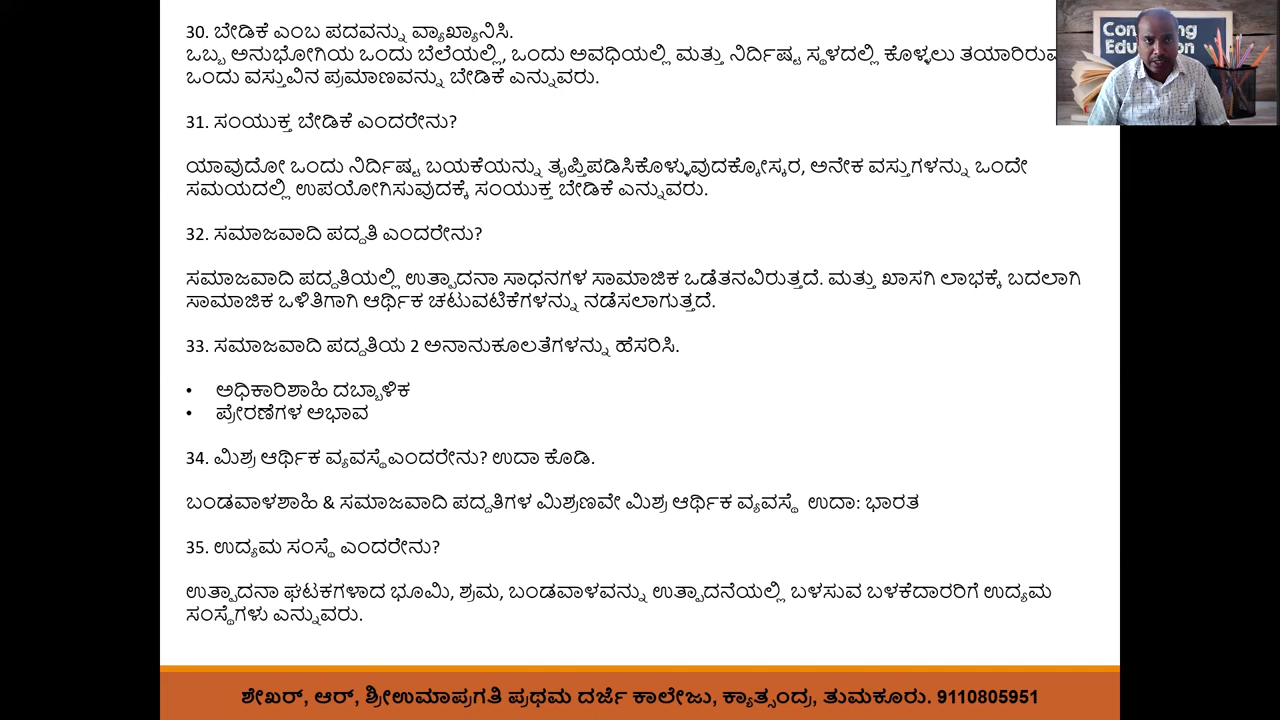 30. ಬೇಡಿಕೆ ಎಂಬ ಪದವನ್ನು ವ್ಯಾಖ್ಯಾನಿಸಿ.
ಒಬ್ಬ ಅನುಭೋಗಿಯ ಒಂದು ಬೆಲೆಯಲ್ಲಿ, ಒಂದು ಅವಧಿಯಲ್ಲಿ ಮತ್ತು ನಿರ್ದಿಷ್ಟ ಸ್ಥಳದಲ್ಲಿ ಕೊಳ್ಳಲು
ಒಂದು ವಸ್ತುವಿನ ಪ್ರಮಾಣವನ್ನು ಬೇಡಿಕೆ ಎನ್ನುವರು.
31. ಸಂಯುಕ್ತ ಬೇಡಿಕೆ ಎಂದರೇನು?
ಯಾವುದೋ ಒಂದು ನಿರ್ದಿಷ್ಟ ಬಯಕೆಯನ್ನು ತೃಪ್ತಿಪಡಿಸಿಕೊಳ್ಳುವುದಕ್ಕೋಸ್ಕರ, ಅನೇಕ ವಸ್ತುಗಳನ್ನು ಒಂದೇ
ಸಮಯದಲ್ಲಿ ಉಪಯೋಗಿಸುವುದಕ್ಕೆ ಸಂಯುಕ್ತ ಬೇಡಿಕೆ ಎನ್ನುವರು.
32. ಸಮಾಜವಾದಿ ಪದ್ದತಿ ಎಂದರೇನು?
ಸಮಾಜವಾದಿ ಪದ್ದತಿಯಲ್ಲಿ ಉತ್ಪಾದನಾ ಸಾಧನಗಳ ಸಾಮಾಜಿಕ ಒಡೆತನವಿರುತ್ತದೆ. ಮತ್ತು ಖಾಸಗಿ ಲಾಭಕ್ಕೆ ಬದಲಾಗಿ
ಸಾಮಾಜಿಕ ಒಳಿತಿಗಾಗಿ ಆರ್ಥಿಕ ಚಟುವಟಿಕೆಗಳನ್ನು ನಡೆಸಲಾಗುತ್ತದೆ.
33. ಸಮಾಜವಾದಿ ಪದ್ದತಿಯ 2 ಅನಾನುಕೂಲತೆಗಳನ್ನು ಹೆಸರಿಸಿ.
• ಅಧಿಕಾರಿಶಾಹಿ ದಬ್ಬಾಳಿಕ
• ಪ್ರೇರಣೆಗಳ ಅಭಾವ
34. ಮಿಶ್ರ ಆರ್ಥಿಕ ವ್ಯವಸ್ಥೆ ಎಂದರೇನು? ಉದಾ ಕೊಡಿ.
ಬಂಡವಾಳಶಾಹಿ & ಸಮಾಜವಾದಿ ಪದ್ದತಿಗಳ ಮಿಶ್ರಣವೇ ಮಿಶ್ರ ಆರ್ಥಿಕ ವ್ಯವಸ್ಥೆ ಉದಾ: ಭಾರತ
35. ಉದ್ಯಮ ಸಂಸ್ಥೆ ಎಂದರೇನು?
ಉತ್ಪಾದನಾ ಘಟಕಗಳಾದ ಭೂಮಿ, ಶ್ರಮ, ಬಂಡವಾಳವನ್ನು ಉತ್ಪಾದನೆಯಲ್ಲಿ ಬಳಸುವ ಬಳಕೆದಾರರಿಗೆ ಉದ್ಯಮ
ಸಂಸ್ಥೆಗಳು ಎನ್ನುವರು.
ಶೇಖರ್, ಆರ್, ಶ್ರೀಉಮಾಪ್ರಗತಿ ಪ್ರಥಮ ದರ್ಜೆ ಕಾಲೇಜು, ಕ್ಯಾತ್ಸಂದ್ರ, ತುಮಕೂರು. 9110805951